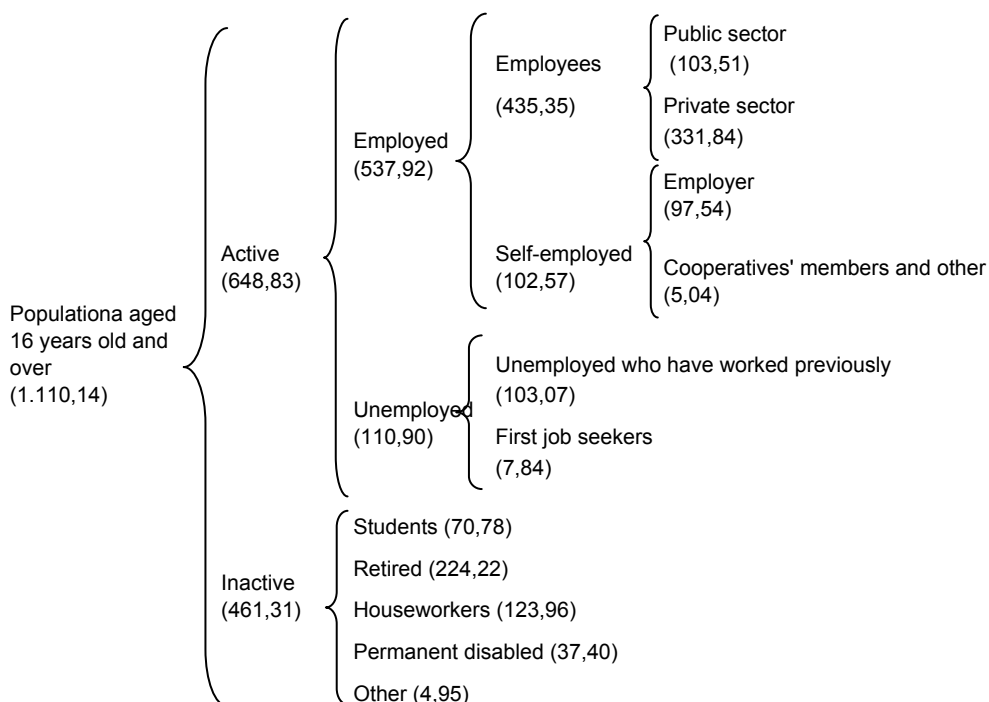 Populationa aged
16 years old and
over
(1.110,14)
Active
(648,83)
Employed
(537,92)
Employees
(435,35)
Public sector
(103,51)
Private sector
(331,84)
Self-employed
(102,57)
Employer
(97,54)
Cooperatives' members and other
(5,04)
Unemployed
(110,90)
Unemployed who have worked previously
(103,07)
First job seekers
(7,84)
Inactive
(461,31)
Students (70,78)
Retired (224,22)
Houseworkers (123,96)
Permanent disabled (37,40)
Other (4,95)